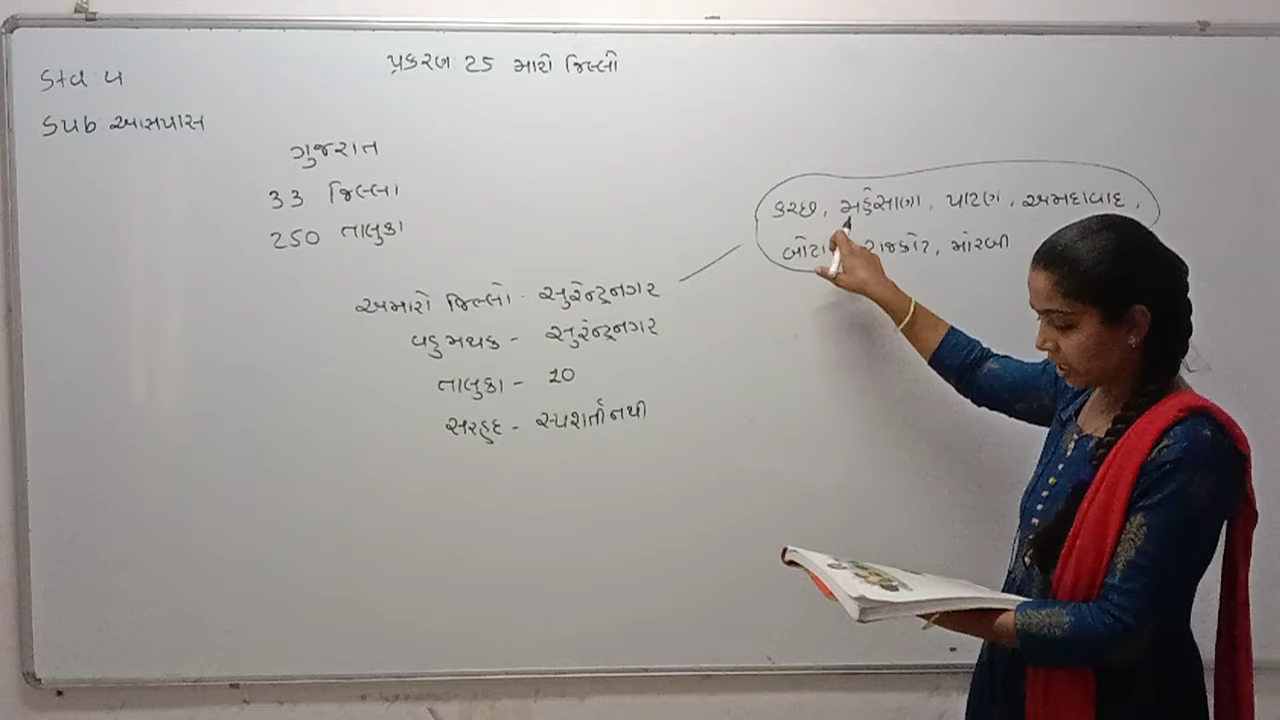 Std ૫
પ્રકરણ 25 મારો જિલ્લો
Sub આસપાસ
ગુજરાત
33 જિલ્લા
250 તાલુકા
કચ્છ, મહેસાણા, પાટણ, અમદાવાદ,
રાજકોટ, મોરબી
અમારો જિલ્લો - સુરેન્દ્રનગર
વડુમથક - સુરેન્દ્રનગર
તાલુકા - 10
સરહદ - સ્પર્શર્તા નથી